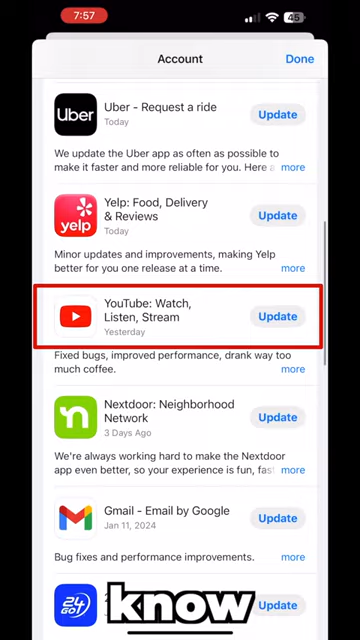 7:57
45
Account
Done
Uber
Uber - Request a ride
Today
Update
We update the Uber app as often as possible to
make it faster and more reliable for you. Here a
more
yelp
Yelp: Food, Delivery
& Reviews
Today
Update
Minor updates and improvements, making Yelp
better for you one release at a time.
more
YouTube: Watch,
Listen, Stream
Yesterday
Update
Fixed bugs, improved performance, drank way too
much coffee.
more
Nextdoor: Neighborhood
Network
3 Days Ago
Update
We're always working hard to make the Nextdoor
app even better, so your experience is fun, fast
more
Gmail - Email by Google
Jan 11, 2024
Update
Bug fixes and performance improvements.
more
24
GO
Update
know